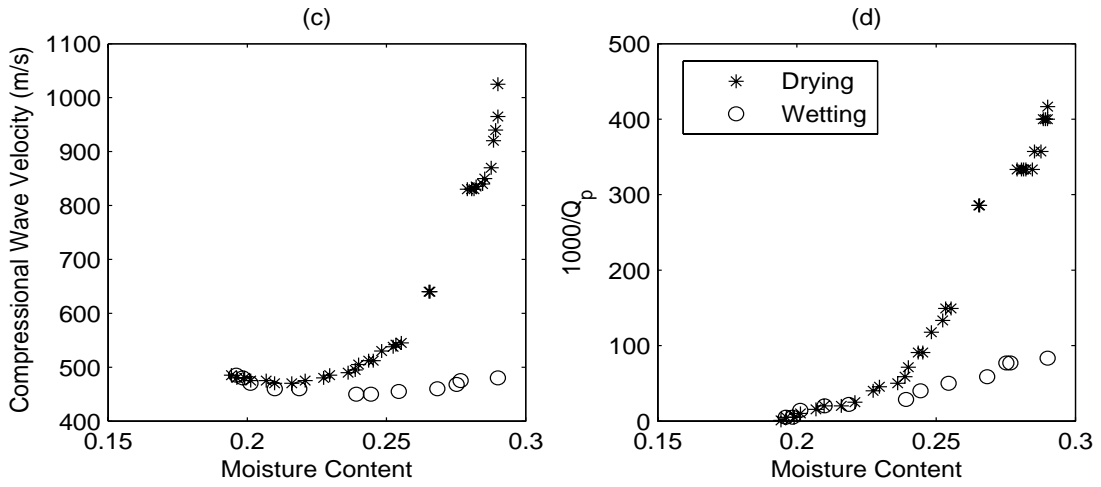 (c)
1100
1000
900
800
700
600
500
400
0.15
0.2
0.25
0.3
Moisture Content
Compressional Wave Velocity (m/s)
(d)
500
400
300
200
100
0
0.15
0.2
0.25
0.3
Moisture Content
1000/Qp
Drying
Wetting